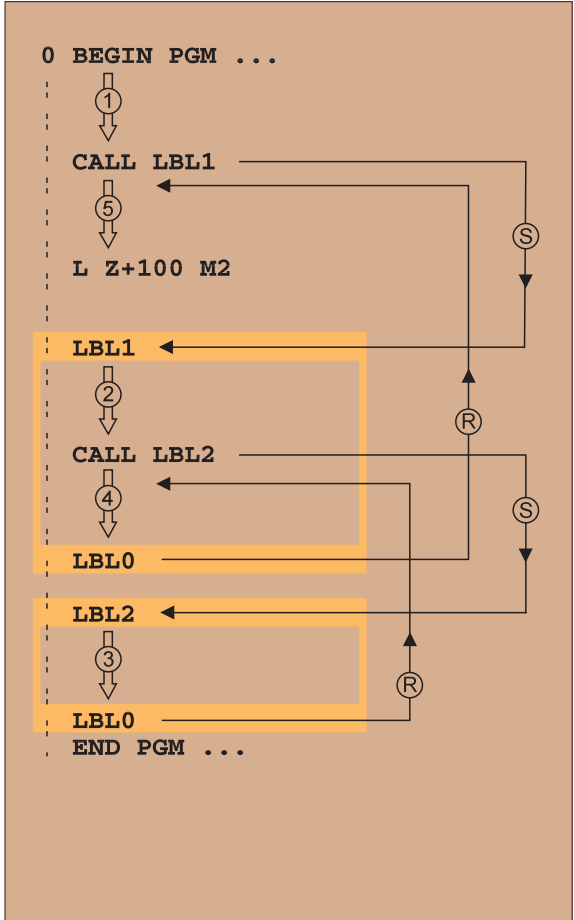 0 BEGIN PGM ...
1
CALL LBL1
5
S
L Z+100 M2
LBL1
2
R
CALL LBL2
4
S
LBL0
LBL2
3
R
LBL0
END PGM ...